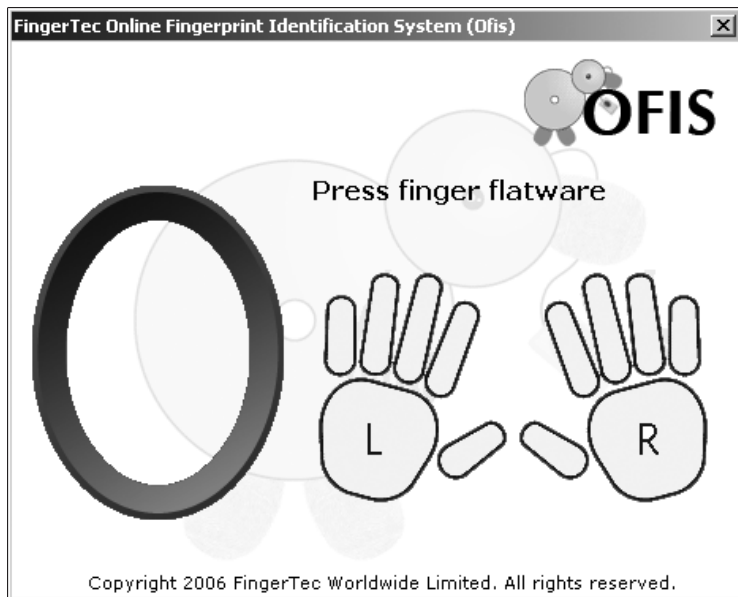 FingerTec Online Fingerprint Identification System (Ofis)
OFIS
Press finger flatware
L R
Copyright 2006 FingerTec Worldwide Limited. All rights reserved.